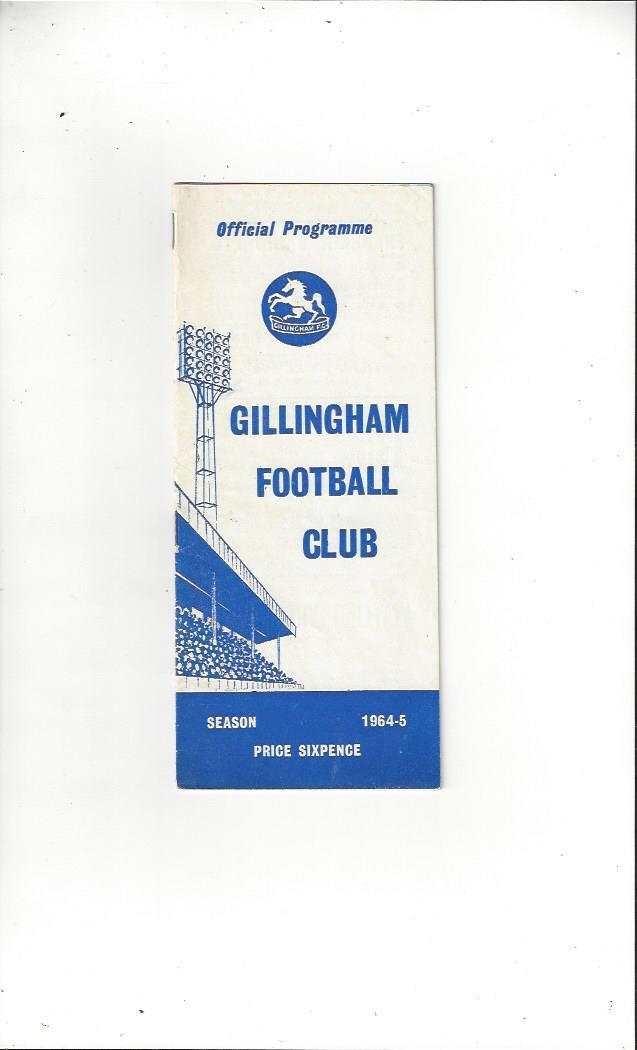 Official Programme
GILLINGHAM F.C.
GILLINGHAM
FOOTBALL
CLUB
SEASON 1964-5
PRICE SIXPENCE